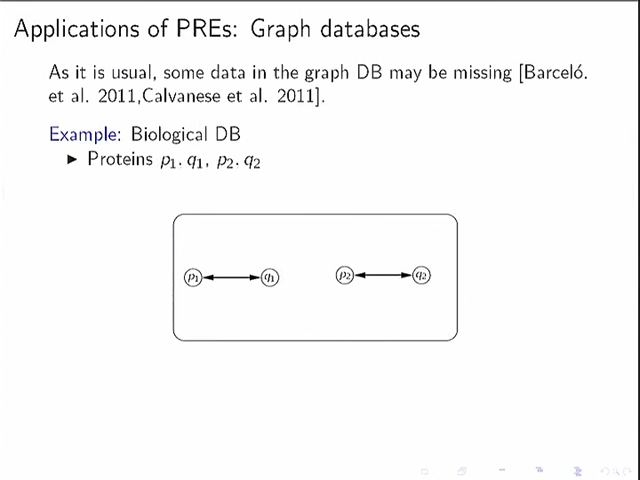 Applications of PREs: Graph databases
As it is usual, some data in the graph DB may be missing [Barceló.
et al. 2011,Calvanese et al. 2011].
Example: Biological DB
► Proteins p₁, q₁, p₂, q₂
p₁ q₁ p₂ q₂